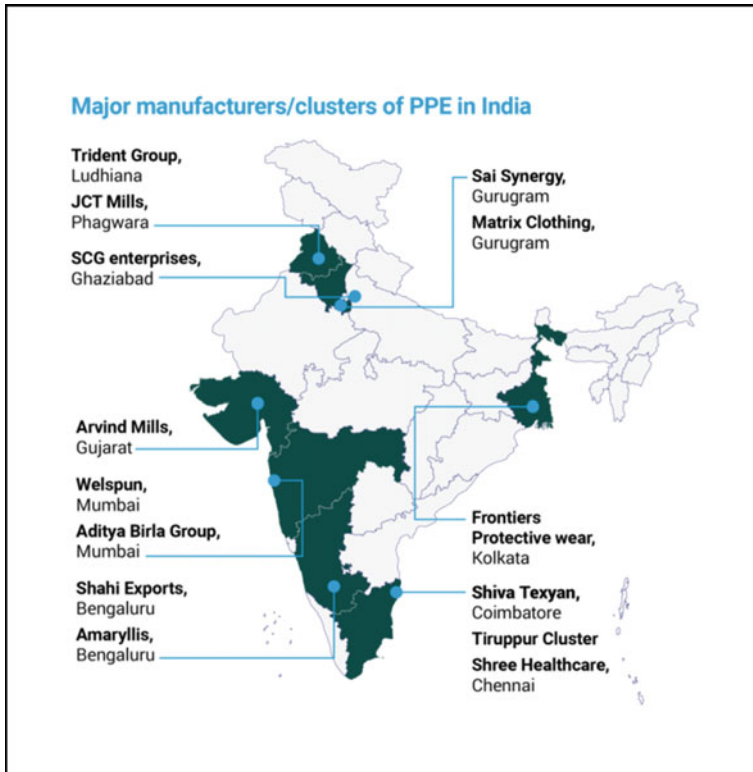 Major manufacturers/clusters of PPE in India
Trident Group,
Ludhiana
JCT Mills,
Phagwara
SCG enterprises,
Ghaziabad
Sai Synergy,
Gurugram
Matrix Clothing,
Gurugram
Arvind Mills,
Gujarat
Welspun,
Mumbai
Aditya Birla Group,
Mumbai
Shahi Exports,
Bengaluru
Amaryllis,
Bengaluru
Frontiers
Protective wear,
Kolkata
Shiva Texyan,
Coimbatore
Tiruppur Cluster
Shree Healthcare,
Chennai